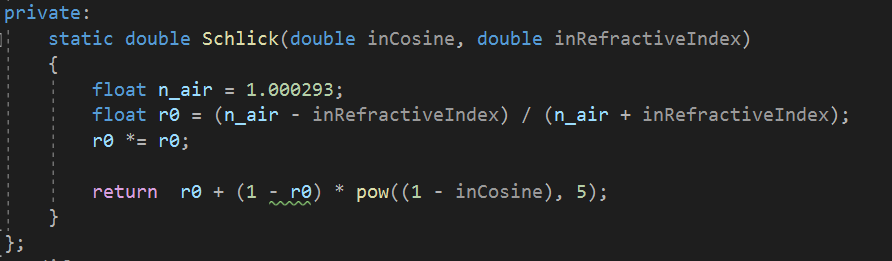 private:
static double Schlick(double inCosine, double inRefractiveIndex)
{
float n_air = 1.000293;
float r0 = (n_air - inRefractiveIndex) / (n_air + inRefractiveIndex);
r0 *= r0;
return  r0 + (1 - r0) * pow((1 - inCosine), 5);
}
};